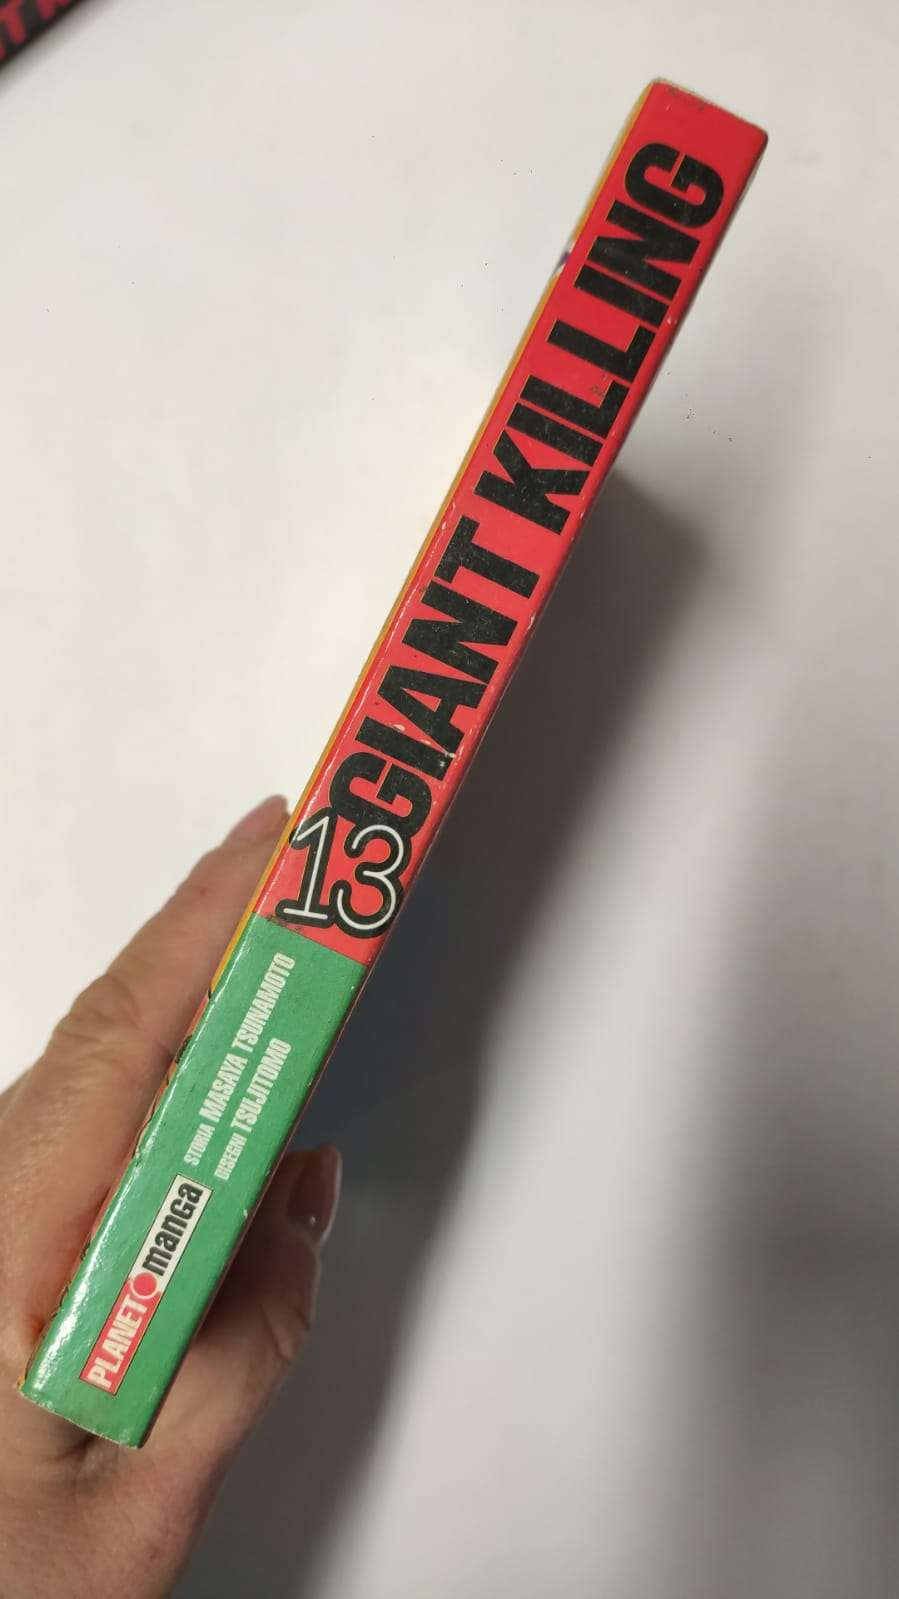 GIANT KILLING
13
STORIA MASAYA TSUNAMOTO
DISEGNI TSUJITOMO
PLANET manga